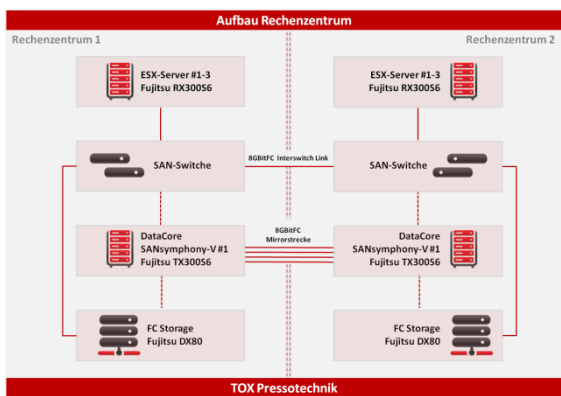 Aufbau Rechenzentrum
Rechenzentrum 1
Rechenzentrum 2
ESX-Server #1-3
Fujitsu RX300S6
ESX-Server #1-3
Fujitsu RX300S6
SAN-Switche
8GBitFC Interswitch Link
SAN-Switche
DataCore
SANsymphony-V #1
Fujitsu TX300S6
8GBitFC
Mirrorstrecke
DataCore
SANsymphony-V #1
Fujitsu TX300S6
FC Storage
Fujitsu DX80
FC Storage
Fujitsu DX80
TOX Pressotechnik